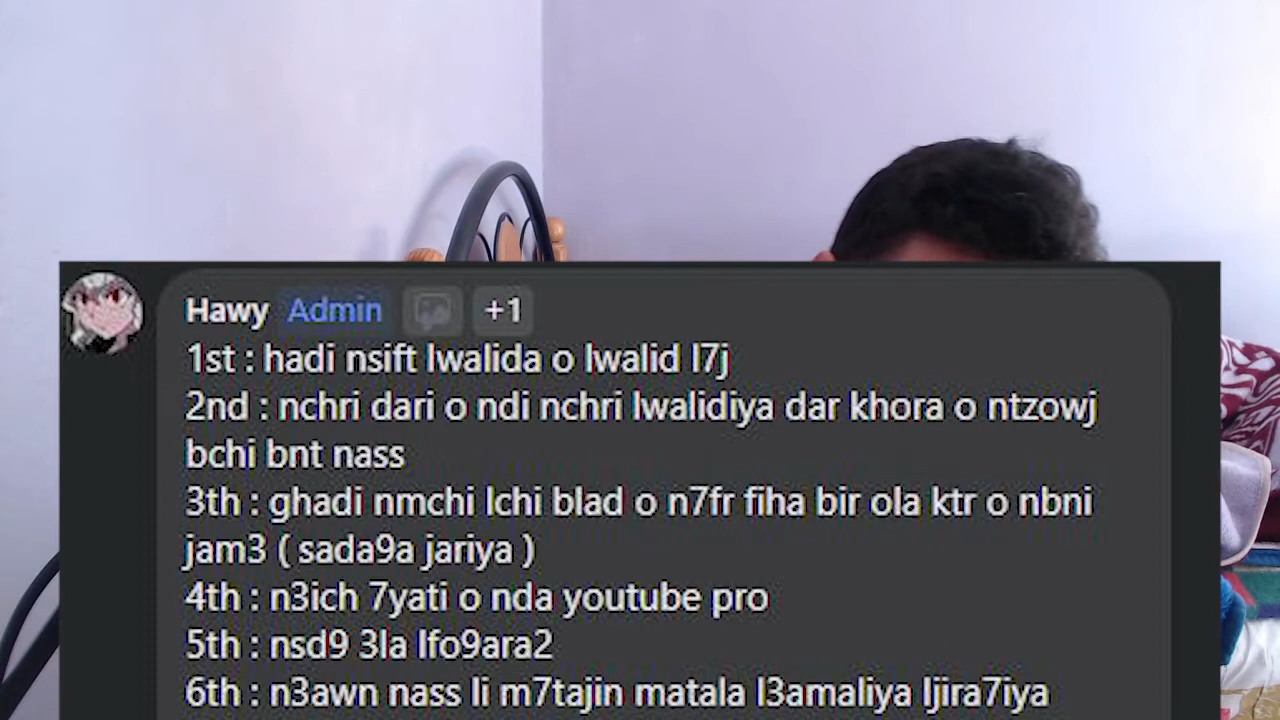 Hawy Admin +1
1st : hadi nsift lwalida o lwalid l7j
2nd : nchri dari o ndi nchri lwalidiya dar khora o ntzowj
bchi bnt nass
3th : ghadi nmchi lchi blad o n7fr fiha bir ola ktr o nbni
jam3 ( sada9a jariya )
4th : n3ich 7yati o nda youtube pro
5th : nsd9 3la lfo9ara2
6th : n3awn nass li m7tajin matala l3amaliya ljira7iya